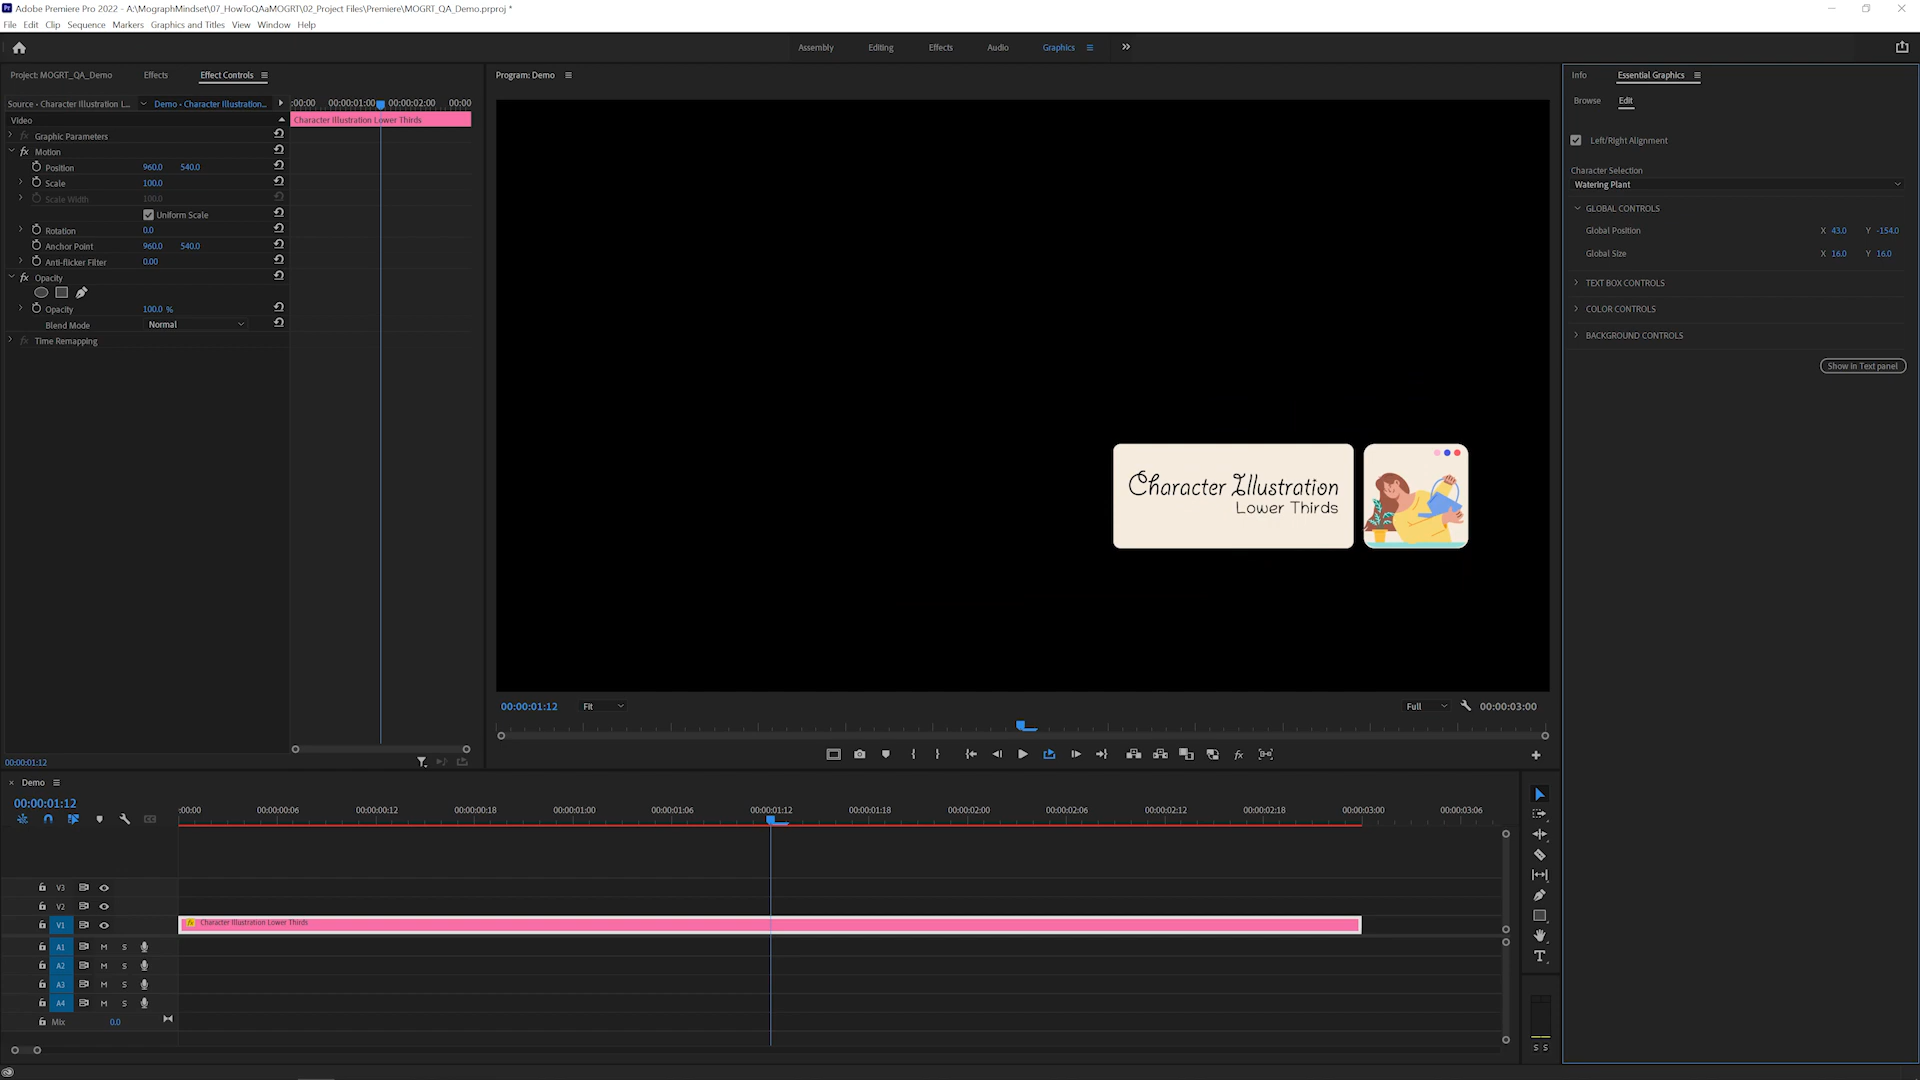 Adobe Premiere Pro 2022 - A:\MographMindset\07_HowToQAaMOGRT\02_Project Files\Premiere\MOGRT_QA_Demo.prproj *
File Edit Clip Sequence Markers Graphics and Titles View Window Help
Assembly Editing Effects Audio Graphics
Project: MOGRT_QA_Demo Effects Effect Controls
Source • Character Illustration L... Demo - Character Illustration...
:00:00 00:00:01:00 00:00:02:00 00:00
Video
Character Illustration Lower Thirds
fx Graphic Parameters
fx Motion
Position 960.0 540.0
Scale 100.0
Scale Width 100.0
Uniform Scale
Rotation 0.0
Anchor Point 960.0 540.0
Anti-flicker Filter 0.00
fx Opacity
Opacity 100.0 %
Blend Mode Normal
fx Time Remapping
00:00:01:12
Program: Demo
Character Illustration
Lower Thirds
00:00:01:12 Fit Full 00:00:03:00
Info Essential Graphics
Browse Edit
Left/Right Alignment
Character Selection
Watering Plant
GLOBAL CONTROLS
Global Position X 43.0 Y -154.0
Global Size X 16.0 Y 16.0
TEXT BOX CONTROLS
COLOR CONTROLS
BACKGROUND CONTROLS
Show in Text panel
× Demo
00:00:01:12
:00:00 00:00:00:06 00:00:00:12 00:00:00:18 00:00:01:00 00:00:01:06 00:00:01:12 00:00:01:18 00:00:02:00 00:00:02:06 00:00:02:12 00:00:02:18 00:00:03:00 00:00:03:06
V3
V2
V1 fx Character Illustration Lower Thirds
A1 M S
A2 M S
A3 M S
A4 M S
Mix 0.0
S S